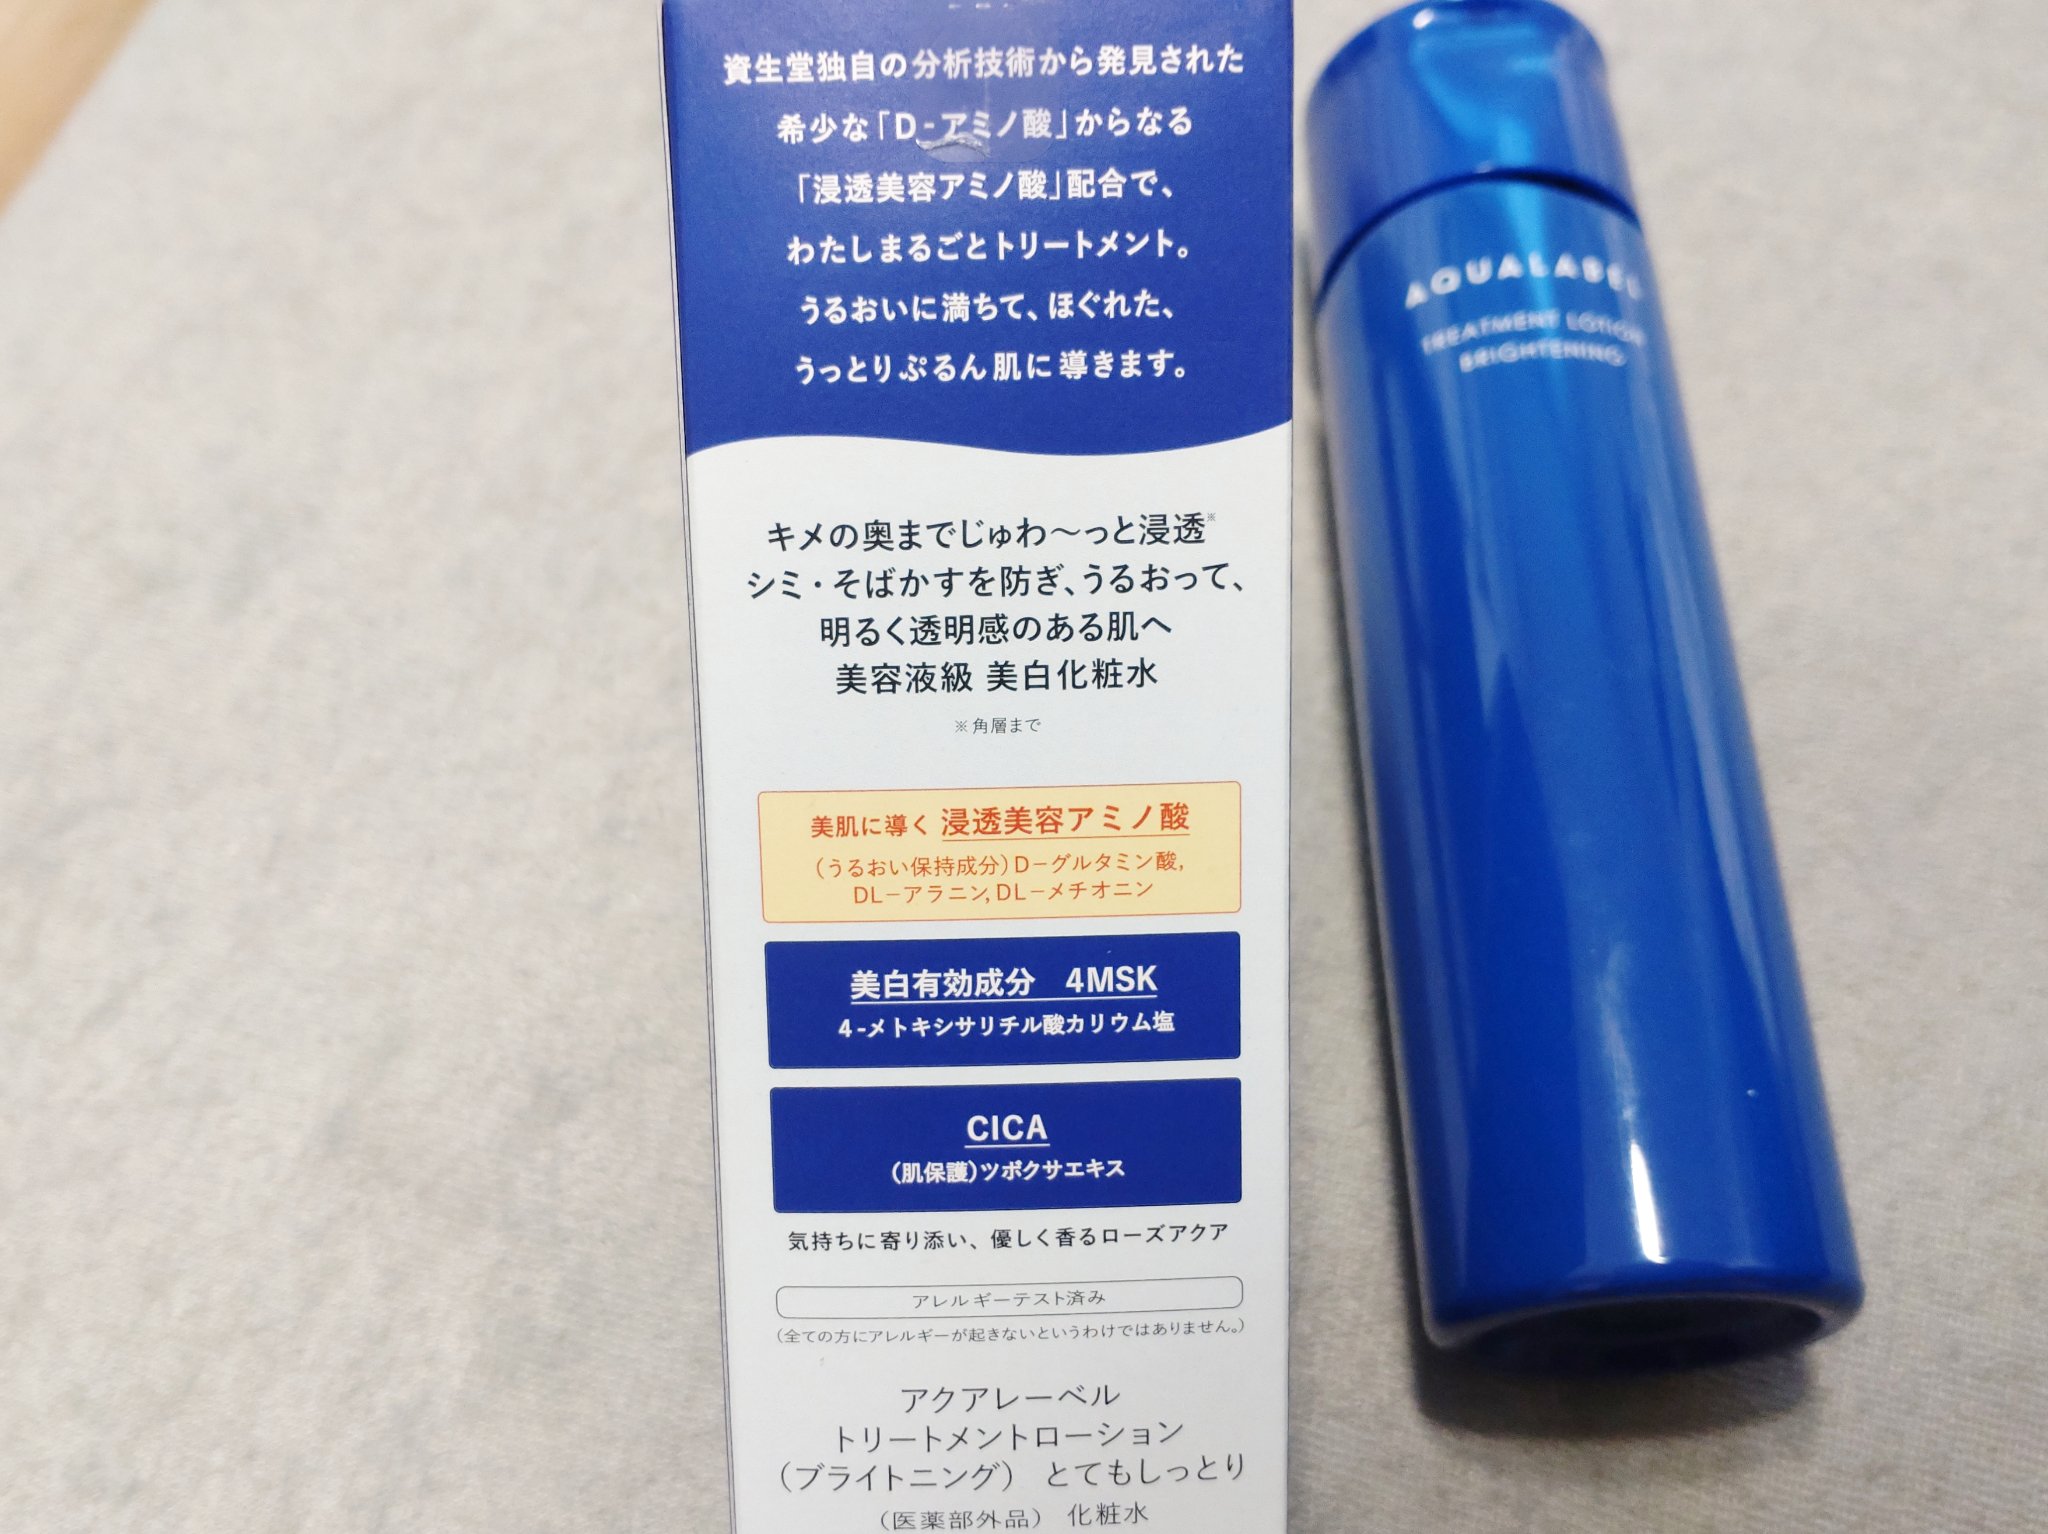 資生堂独自の分析技術から発見された
希少な「D-アミノ酸」からなる
「浸透美容アミノ酸」配合で、
わたしまるごとトリートメント。
うるおいに満ちて、ほぐれた、
うっとりぷるん肌に導きます。
キメの奥までじゅわ〜っと浸透※
シミ・そばかすを防ぎ、うるおって、
明るく透明感のある肌へ
美容液級 美白化粧水
※角層まで
美肌に導く 浸透美容アミノ酸
(うるおい保持成分)D−グルタミン酸,
DL−アラニン,DL−メチオニン
美白有効成分 4MSK
4-メトキシサリチル酸カリウム塩
CICA
(肌保護)ツボクサエキス
気持ちに寄り添い、優しく香るローズアクア
アレルギーテスト済み
(全ての方にアレルギーが起きないというわけではありません。)
アクアレーベル
トリートメントローション
(ブライトニング) とてもしっとり
(医薬部外品) 化粧水
AQUALABEL
TREATMENT LOTION
BRIGHTENING